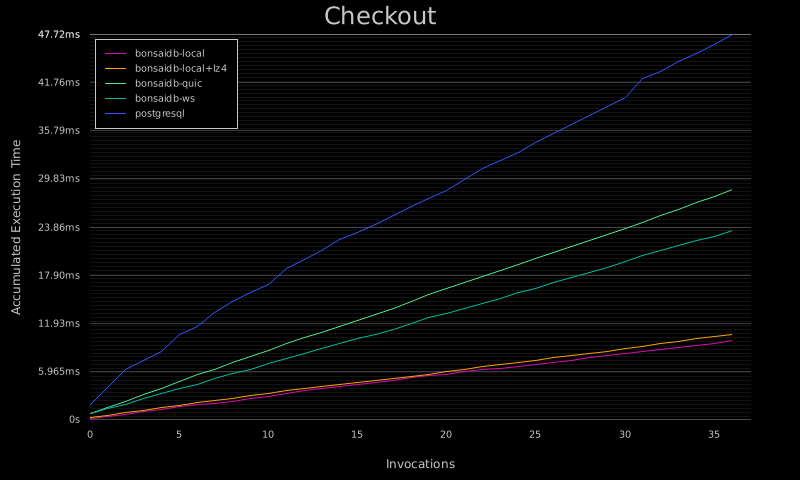 Checkout
47.72ms
41.76ms
35.79ms
29.83ms
23.86ms
17.90ms
11.93ms
5.965ms
0s
Accumulated Execution Time
bonsaidb-local
bonsaidb-local+lz4
bonsaidb-quic
bonsaidb-ws
postgresql
0 5 10 15 20 25 30 35
Invocations